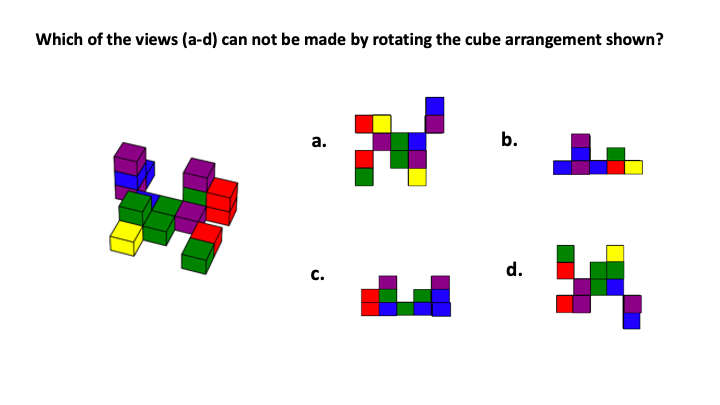 Which of the views (a-d) can not be made by rotating the cube arrangement shown?
a.
b.
c.
d.